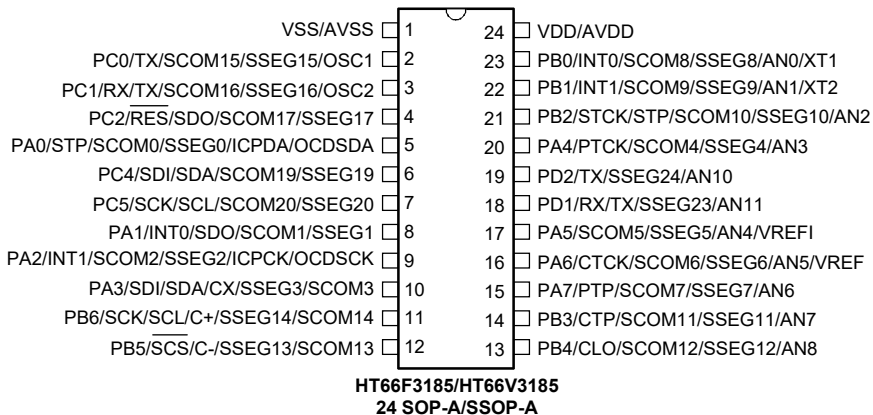 VSS/AVSS 1 24 VDD/AVDD
PC0/TX/SCOM15/SSEG15/OSC1 2 23 PB0/INT0/SCOM8/SSEG8/AN0/XT1
PC1/RX/TX/SCOM16/SSEG16/OSC2 3 22 PB1/INT1/SCOM9/SSEG9/AN1/XT2
PC2/RES/SDO/SCOM17/SSEG17 4 21 PB2/STCK/STP/SCOM10/SSEG10/AN2
PA0/STP/SCOM0/SSEG0/ICPDA/OCDSDA 5 20 PA4/PTCK/SCOM4/SSEG4/AN3
PC4/SDI/SDA/SCOM19/SSEG19 6 19 PD2/TX/SSEG24/AN10
PC5/SCK/SCL/SCOM20/SSEG20 7 18 PD1/RX/TX/SSEG23/AN11
PA1/INT0/SDO/SCOM1/SSEG1 8 17 PA5/SCOM5/SSEG5/AN4/VREFI
PA2/INT1/SCOM2/SSEG2/ICPCK/OCDSCK 9 16 PA6/CTCK/SCOM6/SSEG6/AN5/VREF
PA3/SDI/SDA/CX/SSEG3/SCOM3 10 15 PA7/PTP/SCOM7/SSEG7/AN6
PB6/SCK/SCL/C+/SSEG14/SCOM14 11 14 PB3/CTP/SCOM11/SSEG11/AN7
PB5/SCS/C-/SSEG13/SCOM13 12 13 PB4/CLO/SCOM12/SSEG12/AN8
HT66F3185/HT66V3185
24 SOP-A/SSOP-A